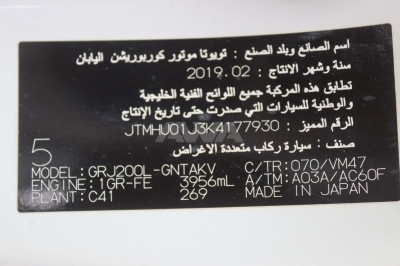 اسم الصانع وبلد الصنع : تويوتا موتور كوربوريشن اليابان
سنة وشهر الانتاج : 2019.02
تطابق هذه المركبة جميع اللوائح الفنية الخليجية
والوطنية للسيارات التي صدرت حتى تاريخ الإنتاج
الرقم المميز : JTMHU01J3K4177930
صنف : سيارة ركاب متعددة الاغراض
5
MODEL: GRJ200L-GNTAKV C/TR: 070/VM47
ENGINE: 1GR-FE 3956mL A/TM: A03A/AC60F
PLANT: C41 269 MADE IN JAPAN